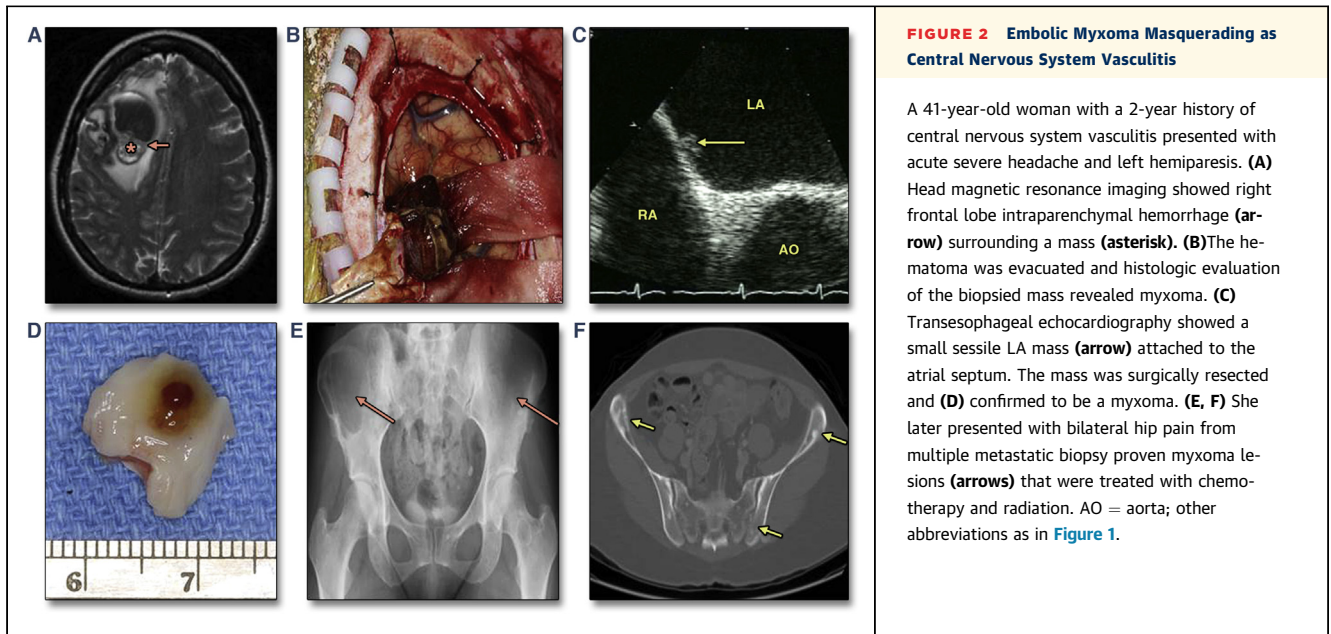 A
B
C
LA
RA
AO
*
D
E
F
6 7
FIGURE 2 Embolic Myxoma Masquerading as
Central Nervous System Vasculitis
A 41-year-old woman with a 2-year history of
central nervous system vasculitis presented with
acute severe headache and left hemiparesis. (A)
Head magnetic resonance imaging showed right
frontal lobe intraparenchymal hemorrhage (ar-
row) surrounding a mass (asterisk). (B)The he-
matoma was evacuated and histologic evaluation
of the biopsied mass revealed myxoma. (C)
Transesophageal echocardiography showed a
small sessile LA mass (arrow) attached to the
atrial septum. The mass was surgically resected
and (D) confirmed to be a myxoma. (E, F) She
later presented with bilateral hip pain from
multiple metastatic biopsy proven myxoma le-
sions (arrows) that were treated with chemo-
therapy and radiation. AO = aorta; other
abbreviations as in Figure 1.